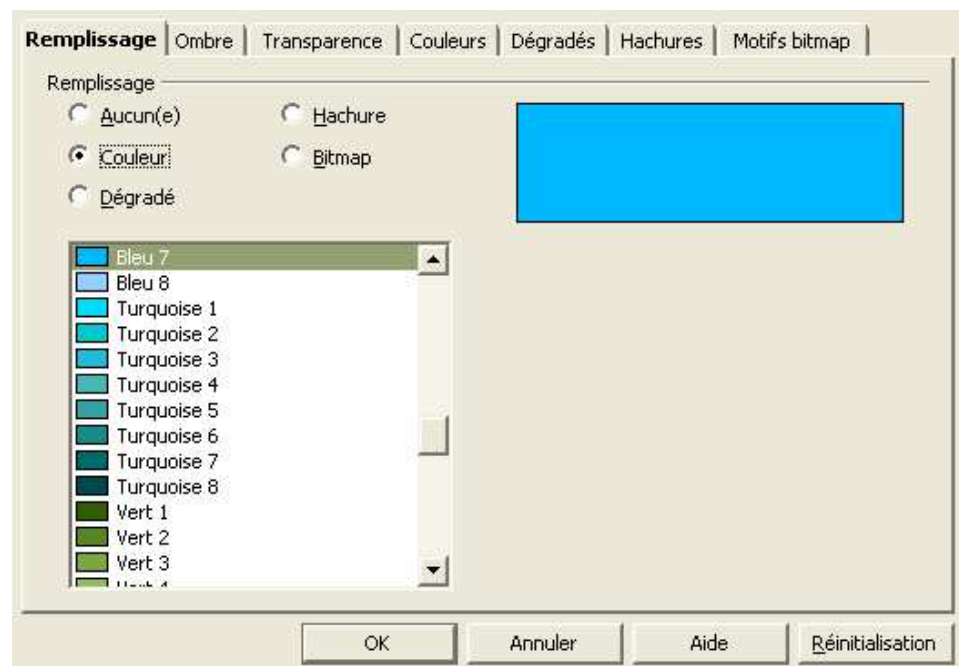 Remplissage Ombre Transparence Couleurs Dégradés Hachures Motifs bitmap
Remplissage
Aucun(e) Hachure
Couleur Bitmap
Dégradé
Bleu 7
Bleu 8
Turquoise 1
Turquoise 2
Turquoise 3
Turquoise 4
Turquoise 5
Turquoise 6
Turquoise 7
Turquoise 8
Vert 1
Vert 2
Vert 3
OK Annuler Aide Réinitialisation